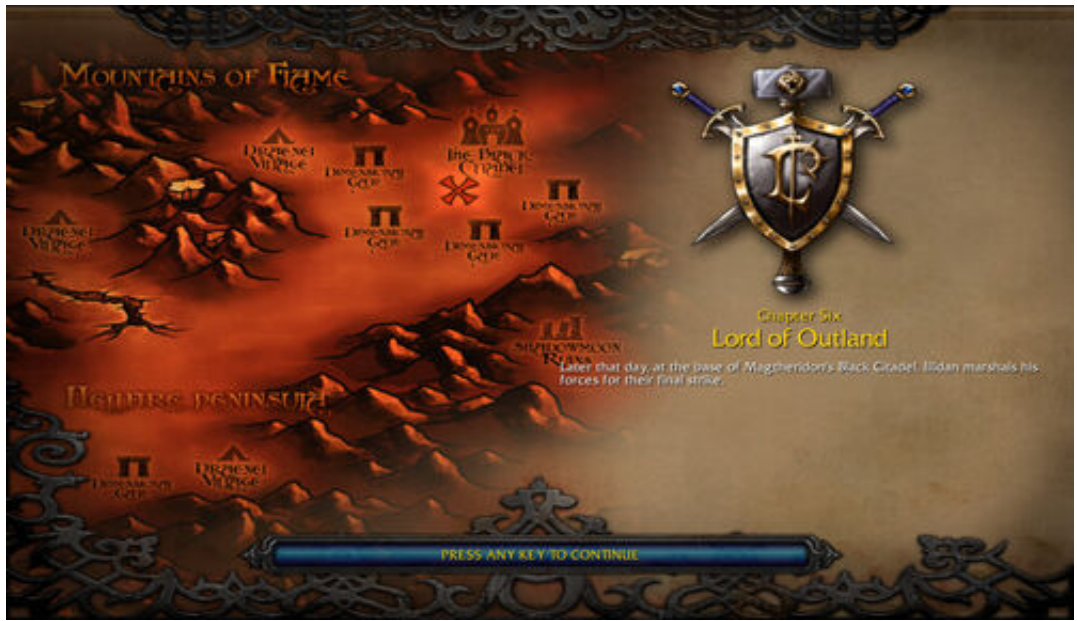 Mountains of Flame
Draenei
Village
Dimensional
Gate
The Black
Citadel
Dimensional
Gate
Draenei
Village
Dimensional
Gate
Dimensional
Gate
Shadowmoon
Ruins
Hellfire Peninsula
Dimensional
Gate
Draenei
Village
Chapter Six
Lord of Outland
Later that day, at the base of Magtheridon's Black Citadel, Illidan marshals his
forces for their final strike.
PRESS ANY KEY TO CONTINUE